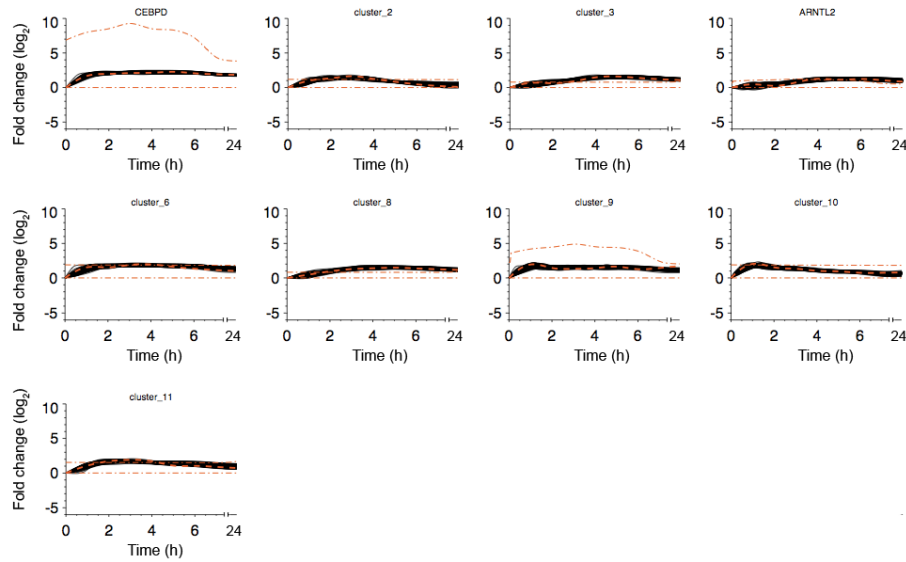 CEBPD cluster_2 cluster_3 ARNTL2
Fold change (log2)
10
5
0
-5
10
5
0
-5
10
5
0
-5
10
5
0
-5
0 2 4 6 24
0 2 4 6 24
0 2 4 6 24
0 2 4 6 24
Time (h) Time (h) Time (h) Time (h)
cluster_6 cluster_8 cluster_9 cluster_10
Fold change (log2)
10
5
0
-5
10
5
0
-5
10
5
0
-5
10
5
0
-5
0 2 4 6 24
0 2 4 6 24
0 2 4 6 24
0 2 4 6 24
Time (h) Time (h) Time (h) Time (h)
cluster_11
Fold change (log2)
10
5
0
-5
0 2 4 6 24
Time (h)